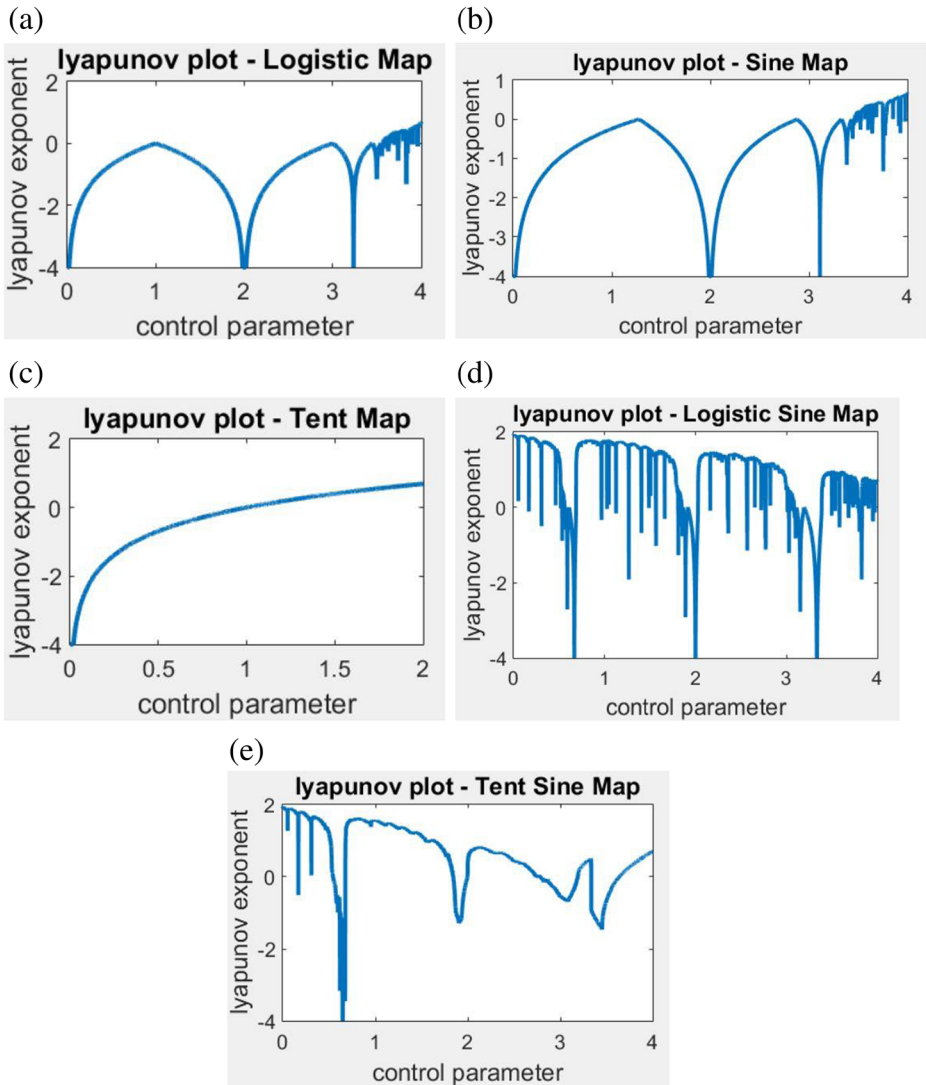 (a)
lyapunov plot - Logistic Map
lyapunov exponent
2
0
-2
-4
0 1 2 3 4
control parameter
(b)
lyapunov plot - Sine Map
lyapunov exponent
1
0
-1
-2
-3
-4
0 1 2 3 4
control parameter
(c)
lyapunov plot - Tent Map
lyapunov exponent
2
0
-2
-4
0 0.5 1 1.5 2
control parameter
(d)
lyapunov plot - Logistic Sine Map
lyapunov exponent
2
0
-2
-4
0 1 2 3 4
control parameter
(e)
lyapunov plot - Tent Sine Map
lyapunov exponent
2
0
-2
-4
0 1 2 3 4
control parameter